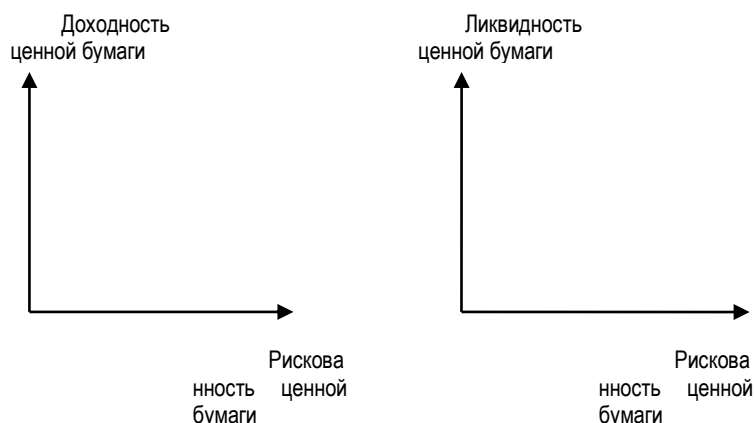 Доходность
ценной бумаги
Ликвидность
ценной бумаги
Рискова
нность ценной
бумаги
Рискова
нность ценной
бумаги